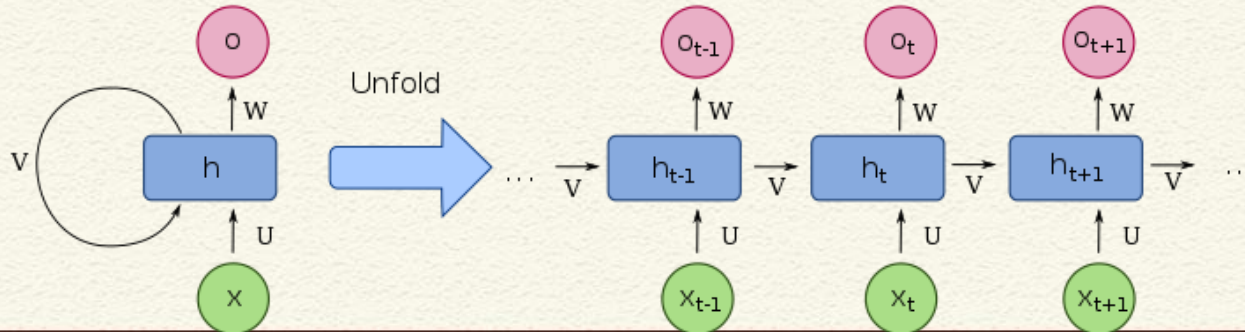 o
o_{t-1}
o_t
o_{t+1}
Unfold
W
W
W
W
V
h
...
V
h_{t-1}
V
h_t
V
h_{t+1}
V
..
U
U
U
U
x
x_{t-1}
x_t
x_{t+1}